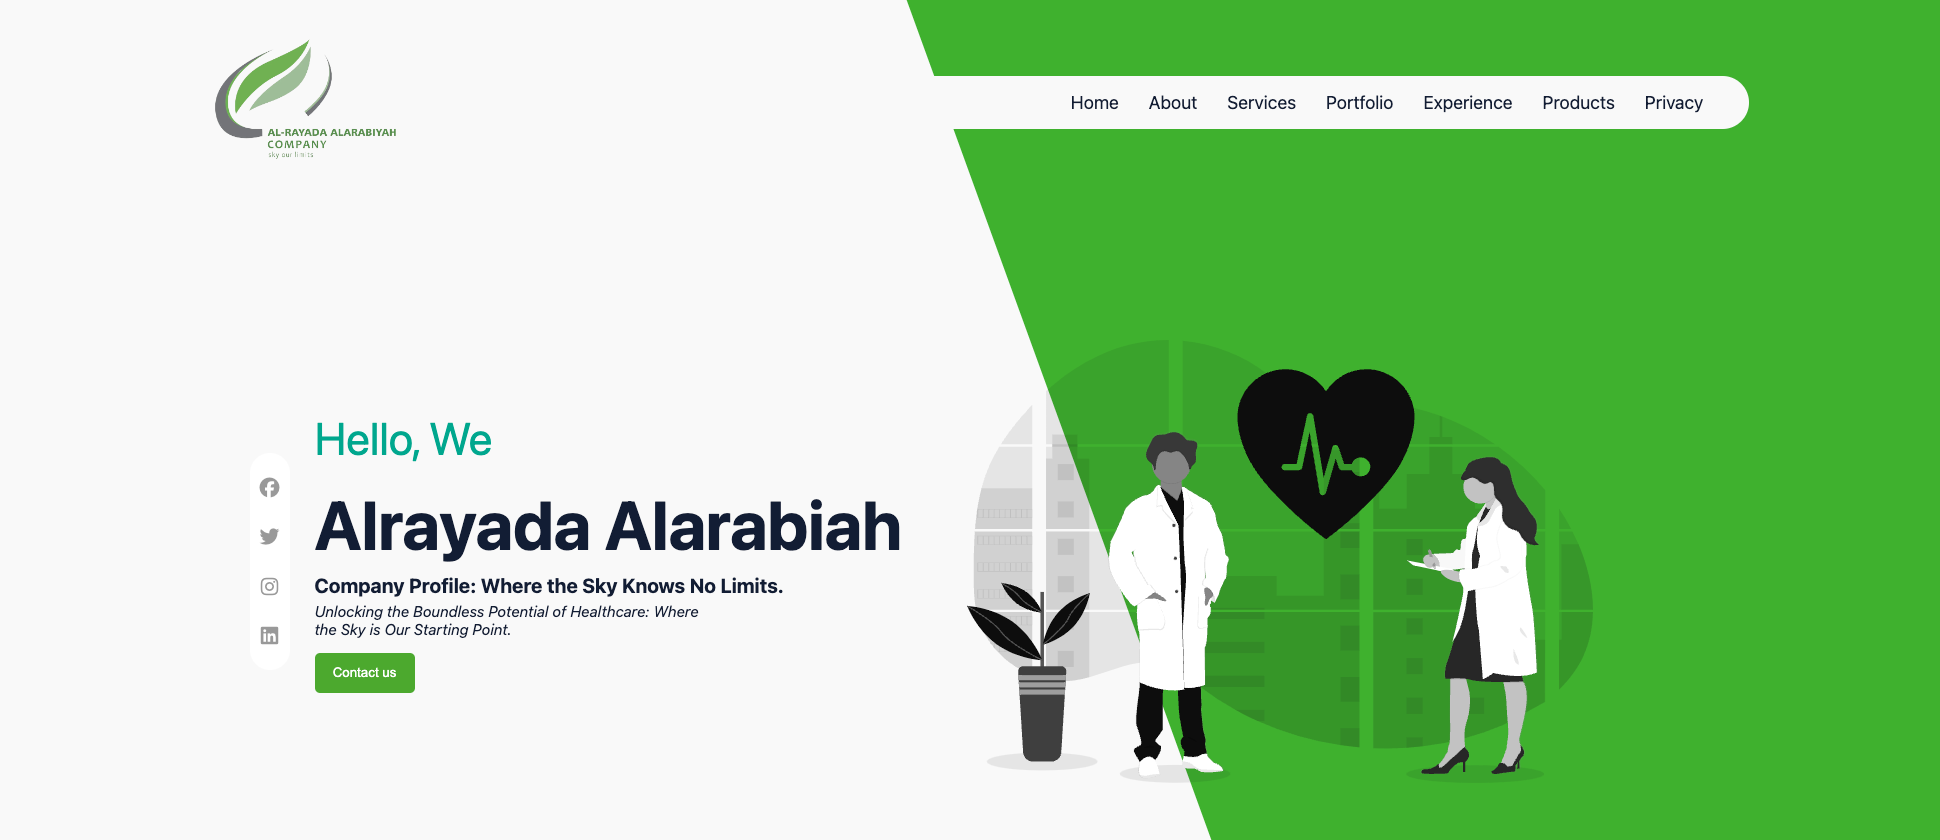 AL-RAYADA ALARABIYAH
COMPANY
sky our limits
Home About Services Portfolio Experience Products Privacy
Hello, We
Alrayada Alarabiah
Company Profile: Where the Sky Knows No Limits.
Unlocking the Boundless Potential of Healthcare: Where
the Sky is Our Starting Point.
Contact us